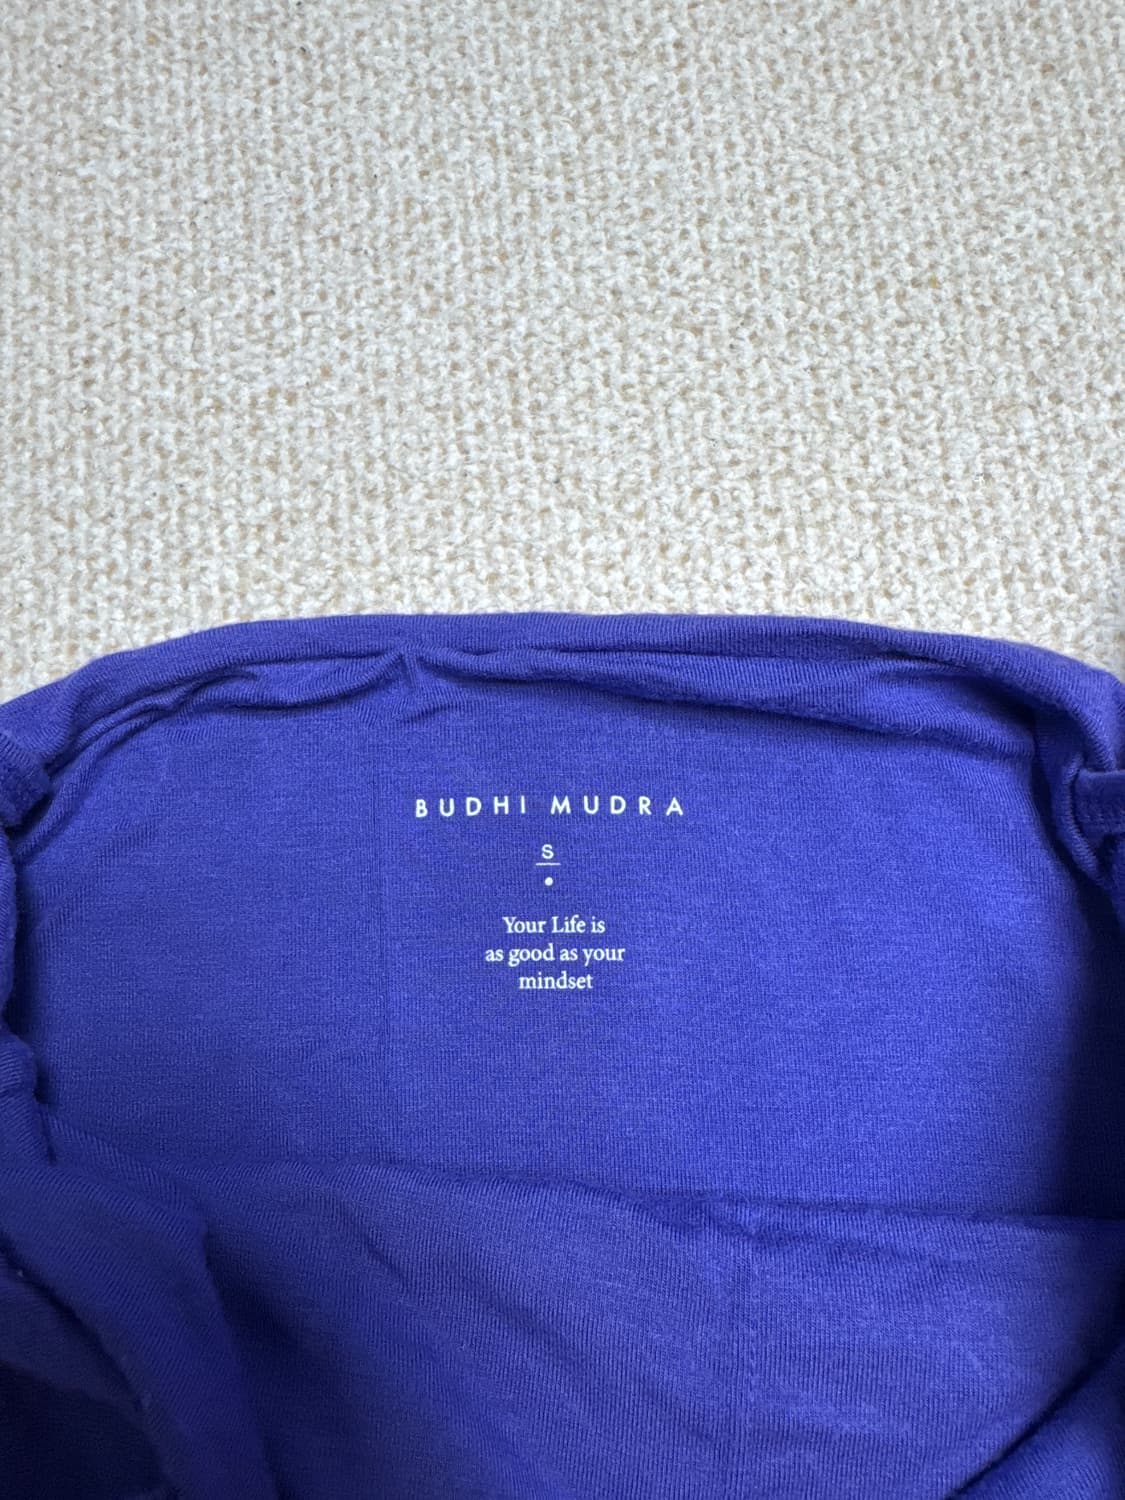 BUDHI MUDRA
S
Your Life is
as good as your
mindset